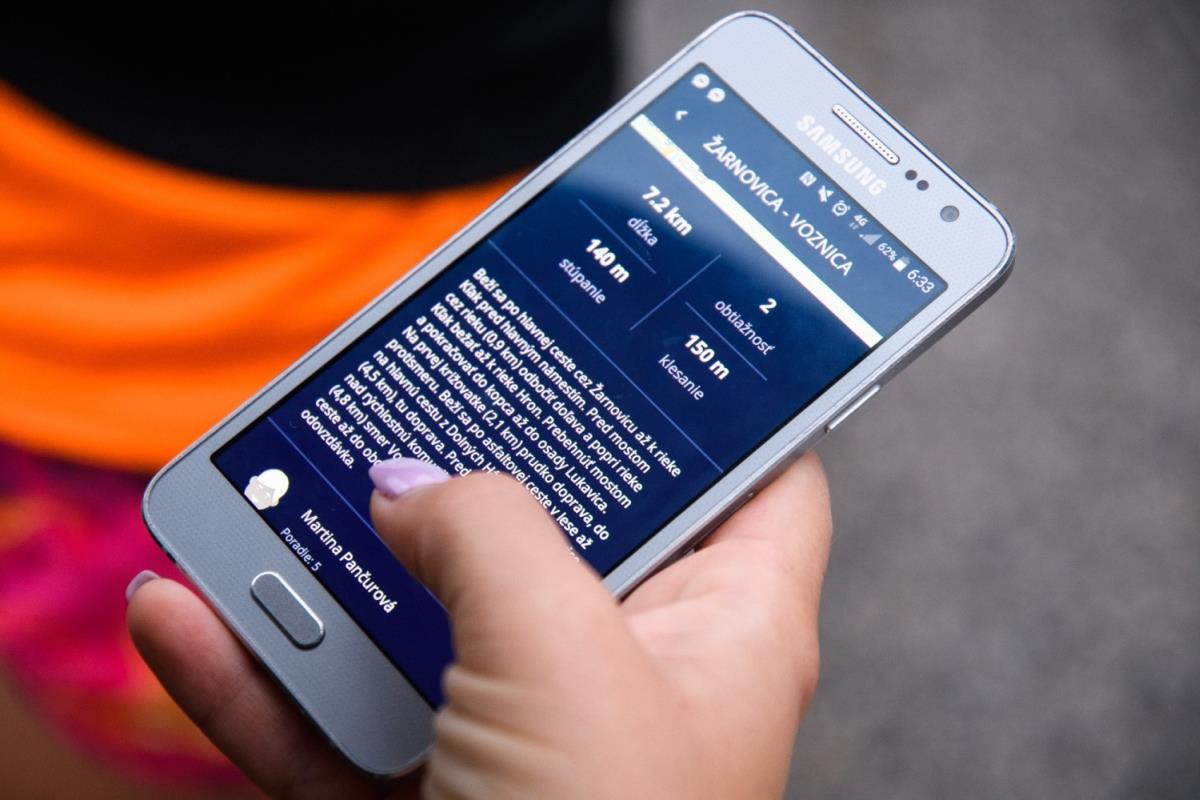 SAMSUNG
4G
62% 6:33
ŽARNOVICA - VOZNICA
7.2 km
dĺžka
2
obtiažnosť
140 m
stúpanie
150 m
klesanie
Beží sa po hlavnej ceste cez Žarnovicu až k rieke
Kľak pred hlavným námestím. Pred mostom
cez rieku (0,9 km) odbočiť doľava a popri rieke
Kľak bežať až k rieke Hron. Prebehnúť mostom
a pokračovať do kopca až do osady Lukavica.
Na prvej križovatke (2,1 km) prudko doprava, do
protismeru. Beží sa po asfaltovej ceste v lese až
na hlavnú cestu z Dolných
(4,5 km), tu doprava. Pred
nad rýchlostnú
(4,8 km) smer
ceste až do
odovzdávka.
Martina Pančurová
Poradie: 5